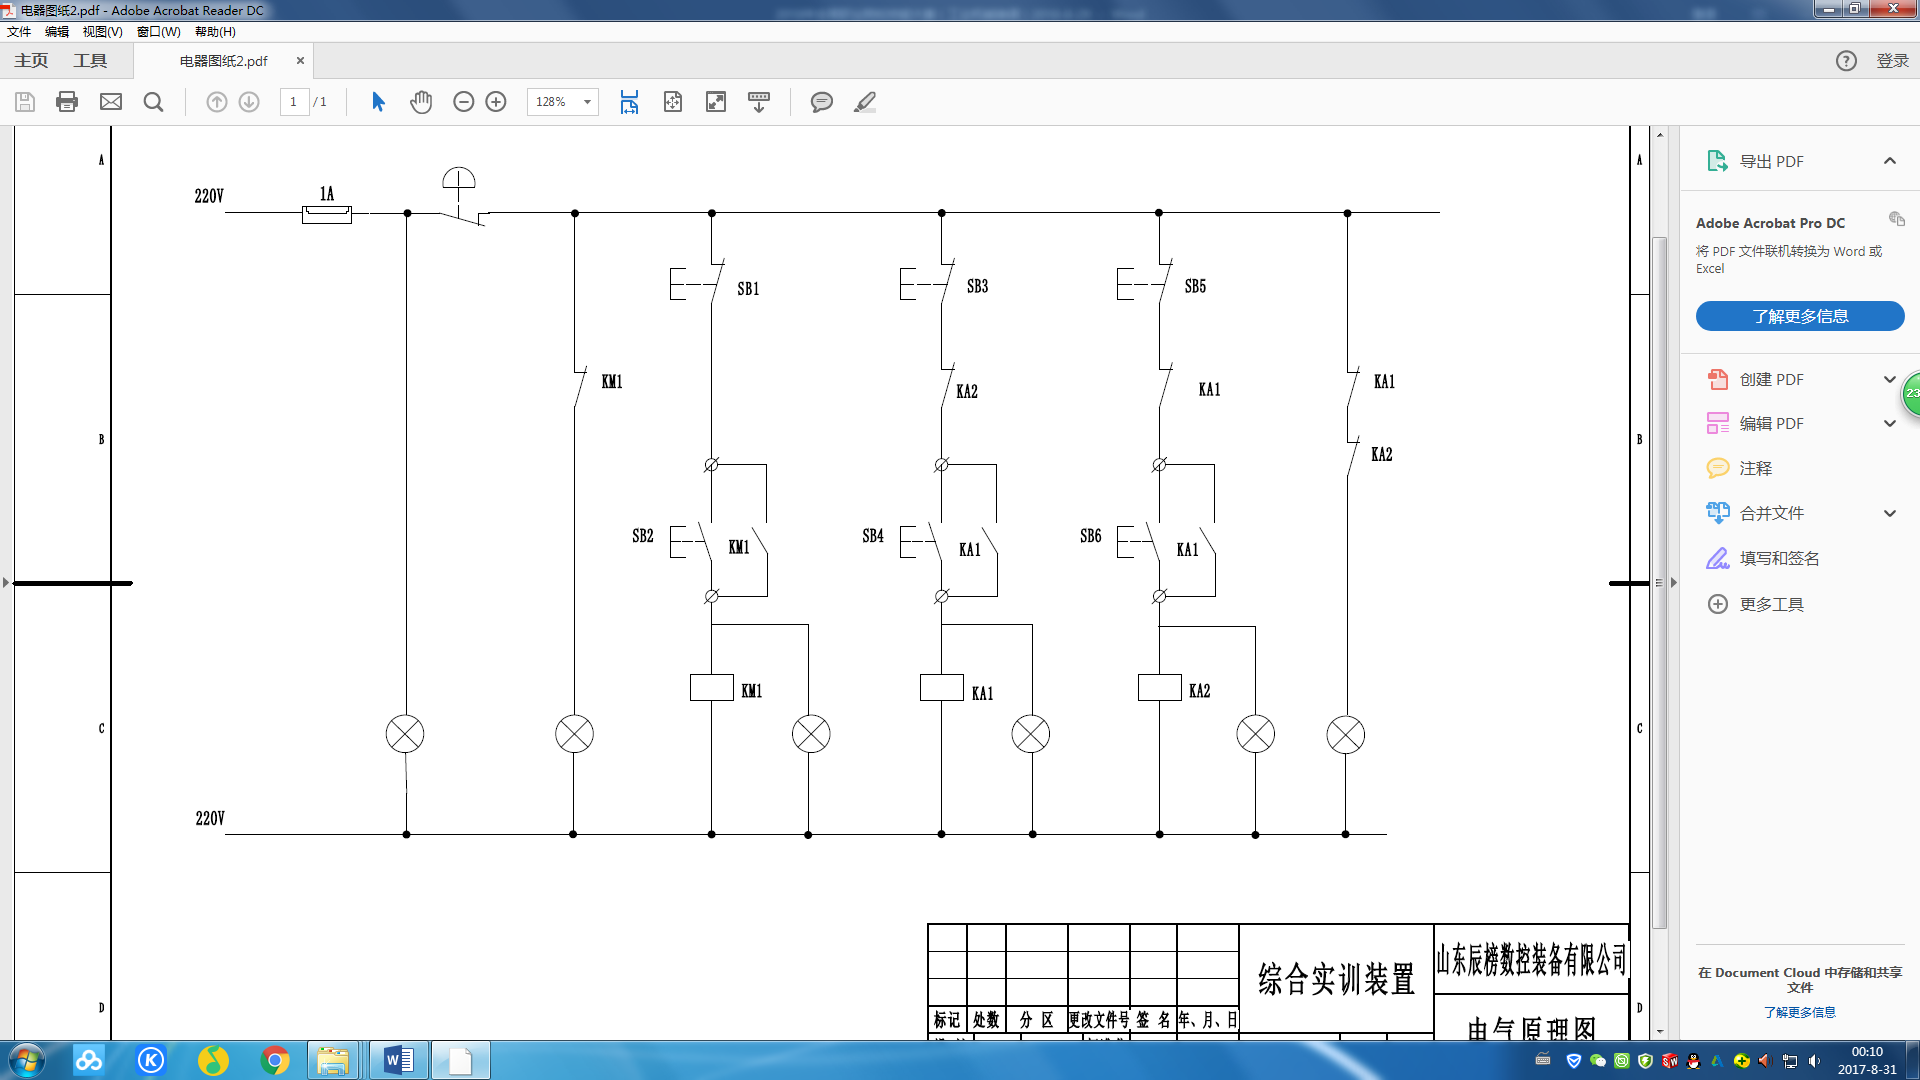 电器图纸2.pdf - Adobe Acrobat Reader DC
文件 编辑 视图(V) 窗口(W) 帮助(H)
主页 工具 电器图纸2.pdf × ? 登录
1 / 1 128%
A A
220V 1A
SB1 SB3 SB5
KM1 KA2 KA1 KA1
B B
KA2
SB2 KM1 SB4 KA1 SB6 KA1
KM1 KA1 KA2
C C
220V
综合实训装置
山东辰榜数控装备有限公司
标记 处数 分 区 更改文件号 签 名 年、月、日
电气原理图
D D
导出 PDF
Adobe Acrobat Pro DC
将 PDF 文件联机转换为 Word 或
Excel
了解更多信息
创建 PDF
23
编辑 PDF
注释
合并文件
填写和签名
更多工具
在 Document Cloud 中存储和共享
文件
了解更多信息
00:10
2017-8-31